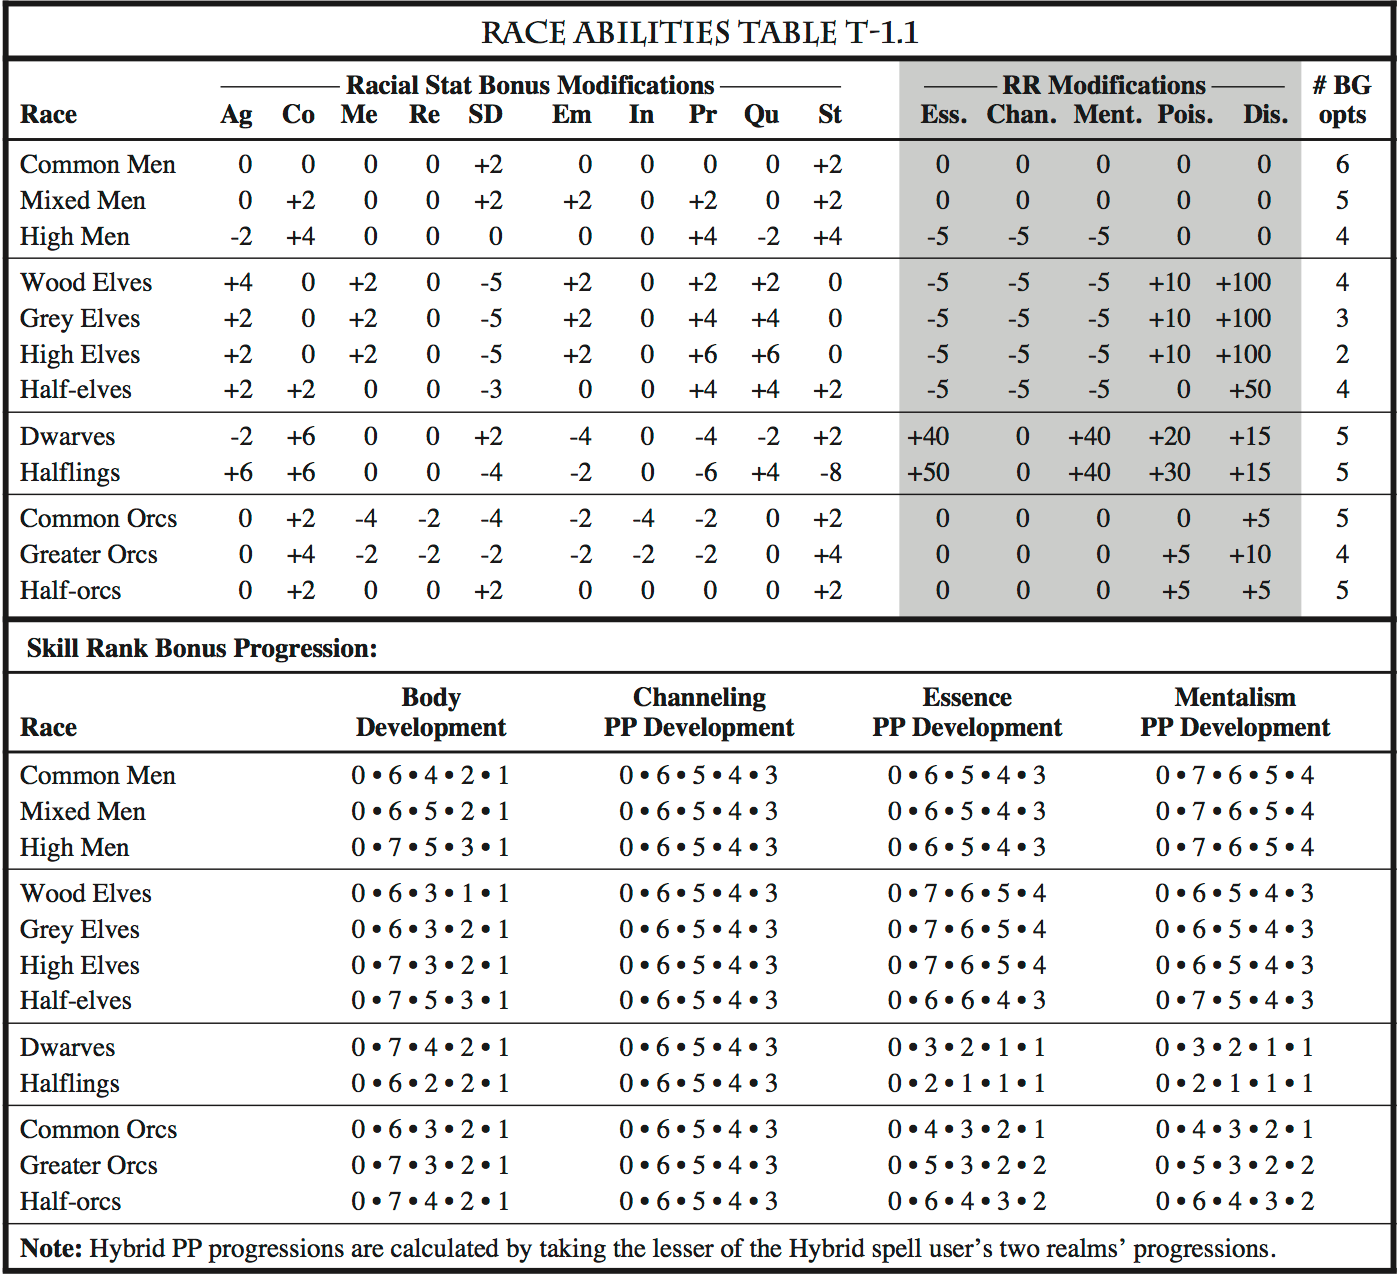 RACE ABILITIES TABLE T-1.1
Racial Stat Bonus Modifications RR Modifications # BG
Race Ag Co Me Re SD Em In Pr Qu St Ess. Chan. Ment. Pois. Dis. opts
Common Men 0 0 0 0 +2 0 0 0 0 +2 0 0 0 0 0 6
Mixed Men 0 +2 0 0 +2 +2 0 +2 0 +2 0 0 0 0 0 5
High Men -2 +4 0 0 0 0 0 +4 -2 +4 -5 -5 -5 0 0 4
Wood Elves +4 0 +2 0 -5 +2 0 +2 +2 0 -5 -5 -5 +10 +100 4
Grey Elves +2 0 +2 0 -5 +2 0 +4 +4 0 -5 -5 -5 +10 +100 3
High Elves +2 0 +2 0 -5 +2 0 +6 +6 0 -5 -5 -5 +10 +100 2
Half-elves +2 +2 0 0 -3 0 0 +4 +4 +2 -5 -5 -5 0 +50 4
Dwarves -2 +6 0 0 +2 -4 0 -4 -2 +2 +40 0 +40 +20 +15 5
Halflings +6 +6 0 0 -4 -2 0 -6 +4 -8 +50 0 +40 +30 +15 5
Common Orcs 0 +2 -4 -2 -4 -2 -4 -2 0 +2 0 0 0 0 +5 5
Greater Orcs 0 +4 -2 -2 -2 -2 -2 -2 0 +4 0 0 0 +5 +10 4
Half-orcs 0 +2 0 0 +2 0 0 0 0 +2 0 0 0 +5 +5 5
Skill Rank Bonus Progression:
Body Channeling Essence Mentalism
Race Development PP Development PP Development PP Development
Common Men 0 • 6 • 4 • 2 • 1 0 • 6 • 5 • 4 • 3 0 • 6 • 5 • 4 • 3 0 • 7 • 6 • 5 • 4
Mixed Men 0 • 6 • 5 • 2 • 1 0 • 6 • 5 • 4 • 3 0 • 6 • 5 • 4 • 3 0 • 7 • 6 • 5 • 4
High Men 0 • 7 • 5 • 3 • 1 0 • 6 • 5 • 4 • 3 0 • 6 • 5 • 4 • 3 0 • 7 • 6 • 5 • 4
Wood Elves 0 • 6 • 3 • 1 • 1 0 • 6 • 5 • 4 • 3 0 • 7 • 6 • 5 • 4 0 • 6 • 5 • 4 • 3
Grey Elves 0 • 6 • 3 • 2 • 1 0 • 6 • 5 • 4 • 3 0 • 7 • 6 • 5 • 4 0 • 6 • 5 • 4 • 3
High Elves 0 • 7 • 3 • 2 • 1 0 • 6 • 5 • 4 • 3 0 • 7 • 6 • 5 • 4 0 • 6 • 5 • 4 • 3
Half-elves 0 • 7 • 5 • 3 • 1 0 • 6 • 5 • 4 • 3 0 • 6 • 6 • 4 • 3 0 • 7 • 5 • 4 • 3
Dwarves 0 • 7 • 4 • 2 • 1 0 • 6 • 5 • 4 • 3 0 • 3 • 2 • 1 • 1 0 • 3 • 2 • 1 • 1
Halflings 0 • 6 • 2 • 2 • 1 0 • 6 • 5 • 4 • 3 0 • 2 • 1 • 1 • 1 0 • 2 • 1 • 1 • 1
Common Orcs 0 • 6 • 3 • 2 • 1 0 • 6 • 5 • 4 • 3 0 • 4 • 3 • 2 • 1 0 • 4 • 3 • 2 • 1
Greater Orcs 0 • 7 • 3 • 2 • 1 0 • 6 • 5 • 4 • 3 0 • 5 • 3 • 2 • 2 0 • 5 • 3 • 2 • 2
Half-orcs 0 • 7 • 4 • 2 • 1 0 • 6 • 5 • 4 • 3 0 • 6 • 4 • 3 • 2 0 • 6 • 4 • 3 • 2
Note: Hybrid PP progressions are calculated by taking the lesser of the Hybrid spell user’s two realms’ progressions.